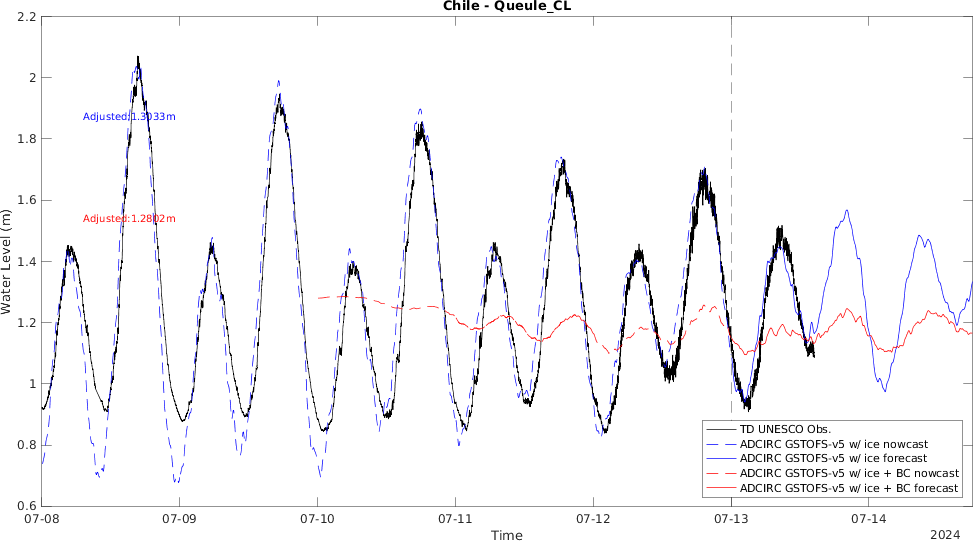 Chile - Queule_CL
2.2
2
1.8
1.6
1.4
1.2
1
0.8
0.6
Water Level (m)
Adjusted:1.3033m
Adjusted:1.2802m
TD UNESCO Obs.
ADCIRC GSTOFS-v5 w/ ice nowcast
ADCIRC GSTOFS-v5 w/ ice forecast
ADCIRC GSTOFS-v5 w/ ice + BC nowcast
ADCIRC GSTOFS-v5 w/ ice + BC forecast
07-08 07-09 07-10 07-11 07-12 07-13 07-14
Time
2024